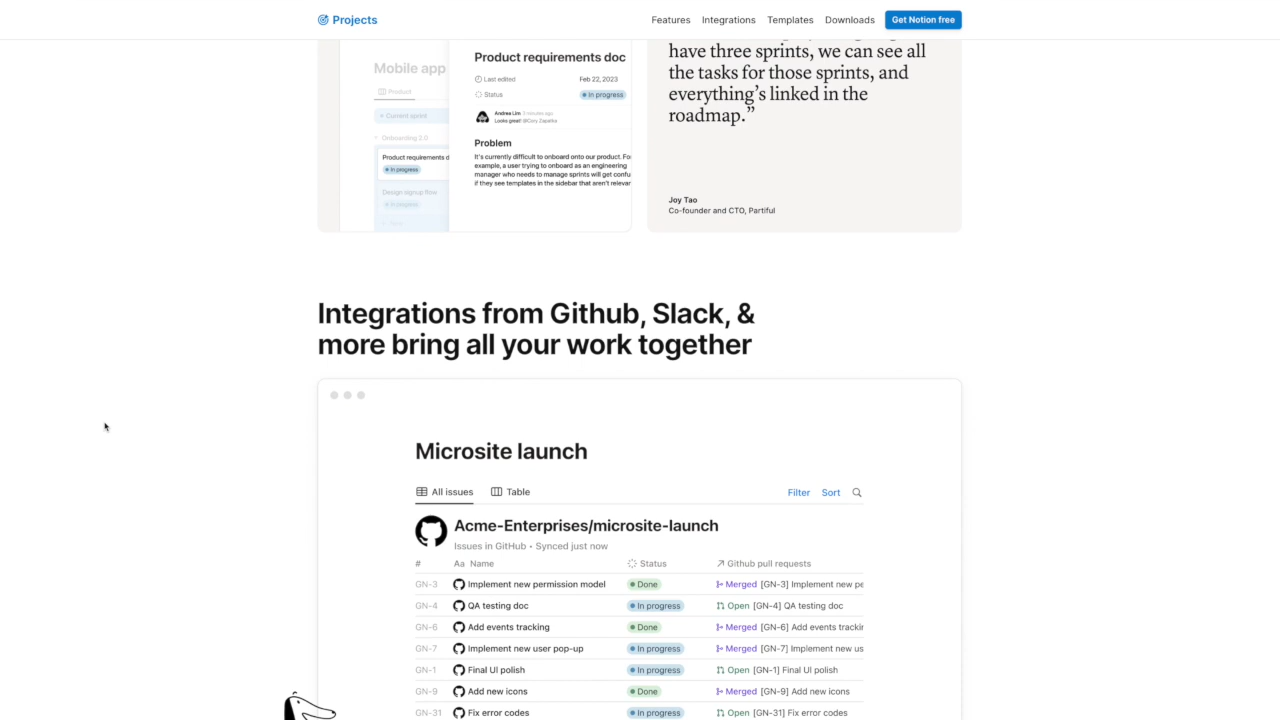 Projects
Features
Integrations
Templates
Downloads
Get Notion free
Mobile app
Product
Current sprint
Onboarding 2.0
Product requirements d
In progress
Design signup flow
In progress
Product requirements doc
Last edited
Feb 22, 2023
Status
In progress
Andrea Lim 3 minutes ago
Looks great! @Cory
Problem
It's currently difficult to onboard onto our product. Fo
example, a user trying to onboard as an engineering
manager who needs to manage sprints will get confu
if they see templates in the sidebar that aren't relevan
have three sprints, we can see all
the tasks for those sprints, and
everything’s linked in the
roadmap.”
Joy Tao
Co-founder and CTO, Partiful
Integrations from Github, Slack, &
more bring all your work together
Microsite launch
All issues
Table
Filter
Sort
Acme-Enterprises/microsite-launch
Issues in GitHub • Synced just now
# Aa Name Status Github pull requests
GN-3 Implement new permission model Done Merged [GN-3] Implement new pe
GN-4 QA testing doc In progress Open [GN-4] QA testing doc
GN-6 Add events tracking Done Merged [GN-6] Add events trackin
GN-7 Implement new user pop-up In progress Merged [GN-7] Implement new us
GN-1 Final UI polish In progress Open [GN-1] Final UI polish
GN-9 Add new icons Done Merged [GN-9] Add new icons
GN-31 Fix error codes In progress Open [GN-31] Fix error codes